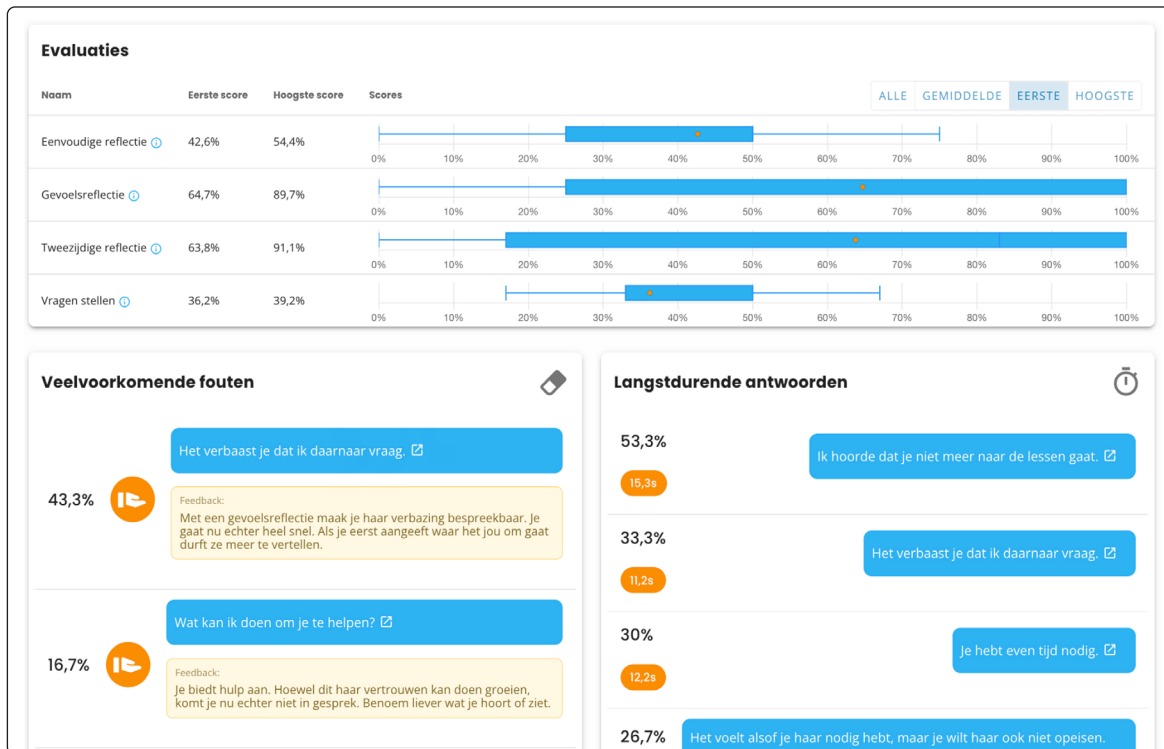 Evaluaties
Naam Eerste score Hoogste score Scores ALLE GEMIDDELDE EERSTE HOOGSTE
Eenvoudige reflectie 42,6% 54,4%
0% 10% 20% 30% 40% 50% 60% 70% 80% 90% 100%
Gevoelsreflectie 64,7% 89,7%
0% 10% 20% 30% 40% 50% 60% 70% 80% 90% 100%
Tweezijdige reflectie 63,8% 91,1%
0% 10% 20% 30% 40% 50% 60% 70% 80% 90% 100%
Vragen stellen 36,2% 39,2%
0% 10% 20% 30% 40% 50% 60% 70% 80% 90% 100%
Veelvoorkomende fouten
Het verbaast je dat ik daarnaar vraag.
43,3%
Feedback:
Met een gevoelsreflectie maak je haar verbazing bespreekbaar. Je
gaat nu echter heel snel. Als je eerst aangeeft waar het jou om gaat
durft ze meer te vertellen.
Wat kan ik doen om je te helpen?
16,7%
Feedback:
Je biedt hulp aan. Hoewel dit haar vertrouwen kan doen groeien,
komt je nu echter niet in gesprek. Benoem liever wat je hoort of ziet.
Langstdurende antwoorden
53,3%
Ik hoorde dat je niet meer naar de lessen gaat.
15,3s
33,3%
Het verbaast je dat ik daarnaar vraag.
11,2s
30%
Je hebt even tijd nodig.
12,2s
26,7% Het voelt alsof je haar nodig hebt, maar je wilt haar ook niet opeisen.